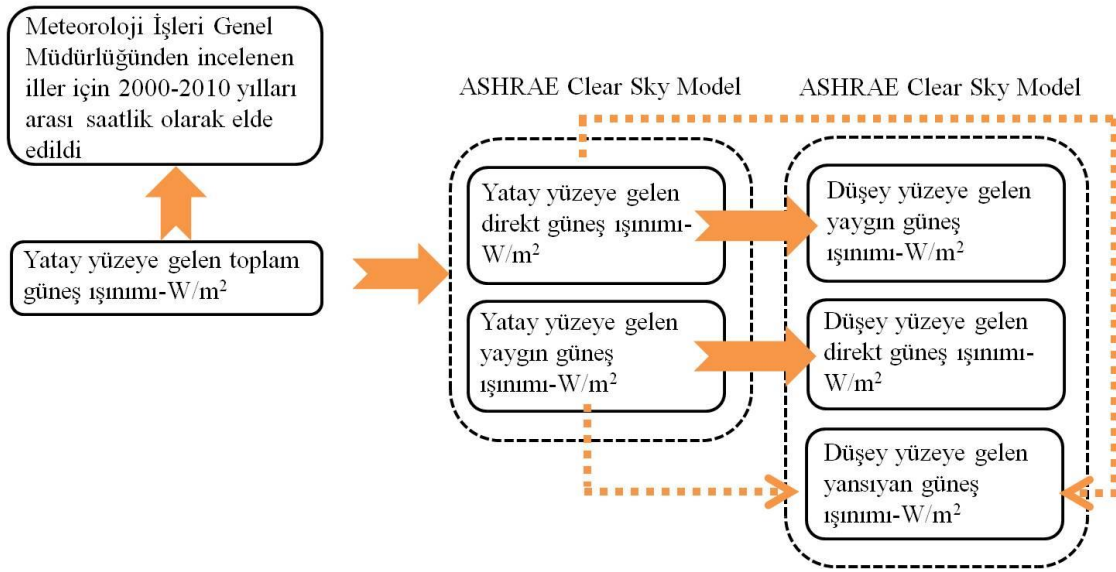 Meteoroloji İşleri Genel
Müdürlüğünden incelenen
iller için 2000-2010 yılları
arası saatlik olarak elde
edildi
Yatay yüzeye gelen toplam
güneş ışınımı-W/m²
ASHRAE Clear Sky Model
Yatay yüzeye gelen
direkt güneş ışınımı-
W/m²
Yatay yüzeye gelen
yaygın güneş
ışınımı-W/m²
ASHRAE Clear Sky Model
Düşey yüzeye gelen
yaygın güneş
ışınımı-W/m²
Düşey yüzeye gelen
direkt güneş ışınımı-
W/m²
Düşey yüzeye gelen
yansıyan güneş
ışınımı-W/m²